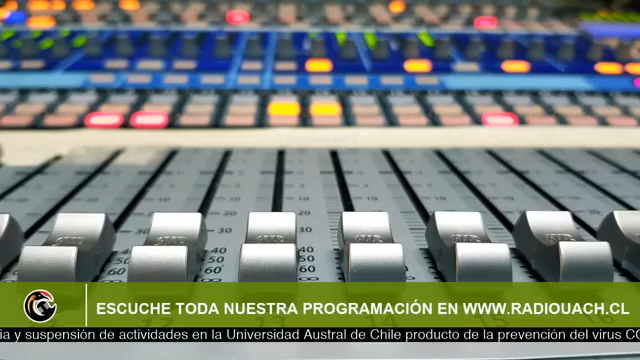 ESCUCHE TODA NUESTRA PROGRAMACIÓN EN WWW.RADIOUACH.CL
y suspensión de actividades en la Universidad Austral de Chile producto de la prevención del virus